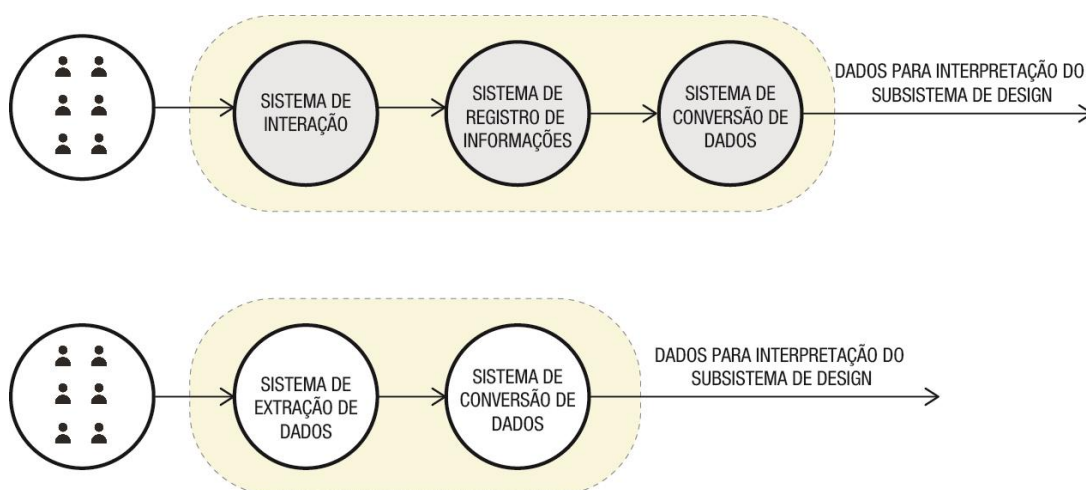 SISTEMA DE
INTERAÇÃO
SISTEMA DE
REGISTRO DE
INFORMAÇÕES
SISTEMA DE
CONVERSÃO DE
DADOS
DADOS PARA INTERPRETAÇÃO DO
SUBSISTEMA DE DESIGN
SISTEMA DE
EXTRAÇÃO DE
DADOS
SISTEMA DE
CONVERSÃO DE
DADOS
DADOS PARA INTERPRETAÇÃO DO
SUBSISTEMA DE DESIGN